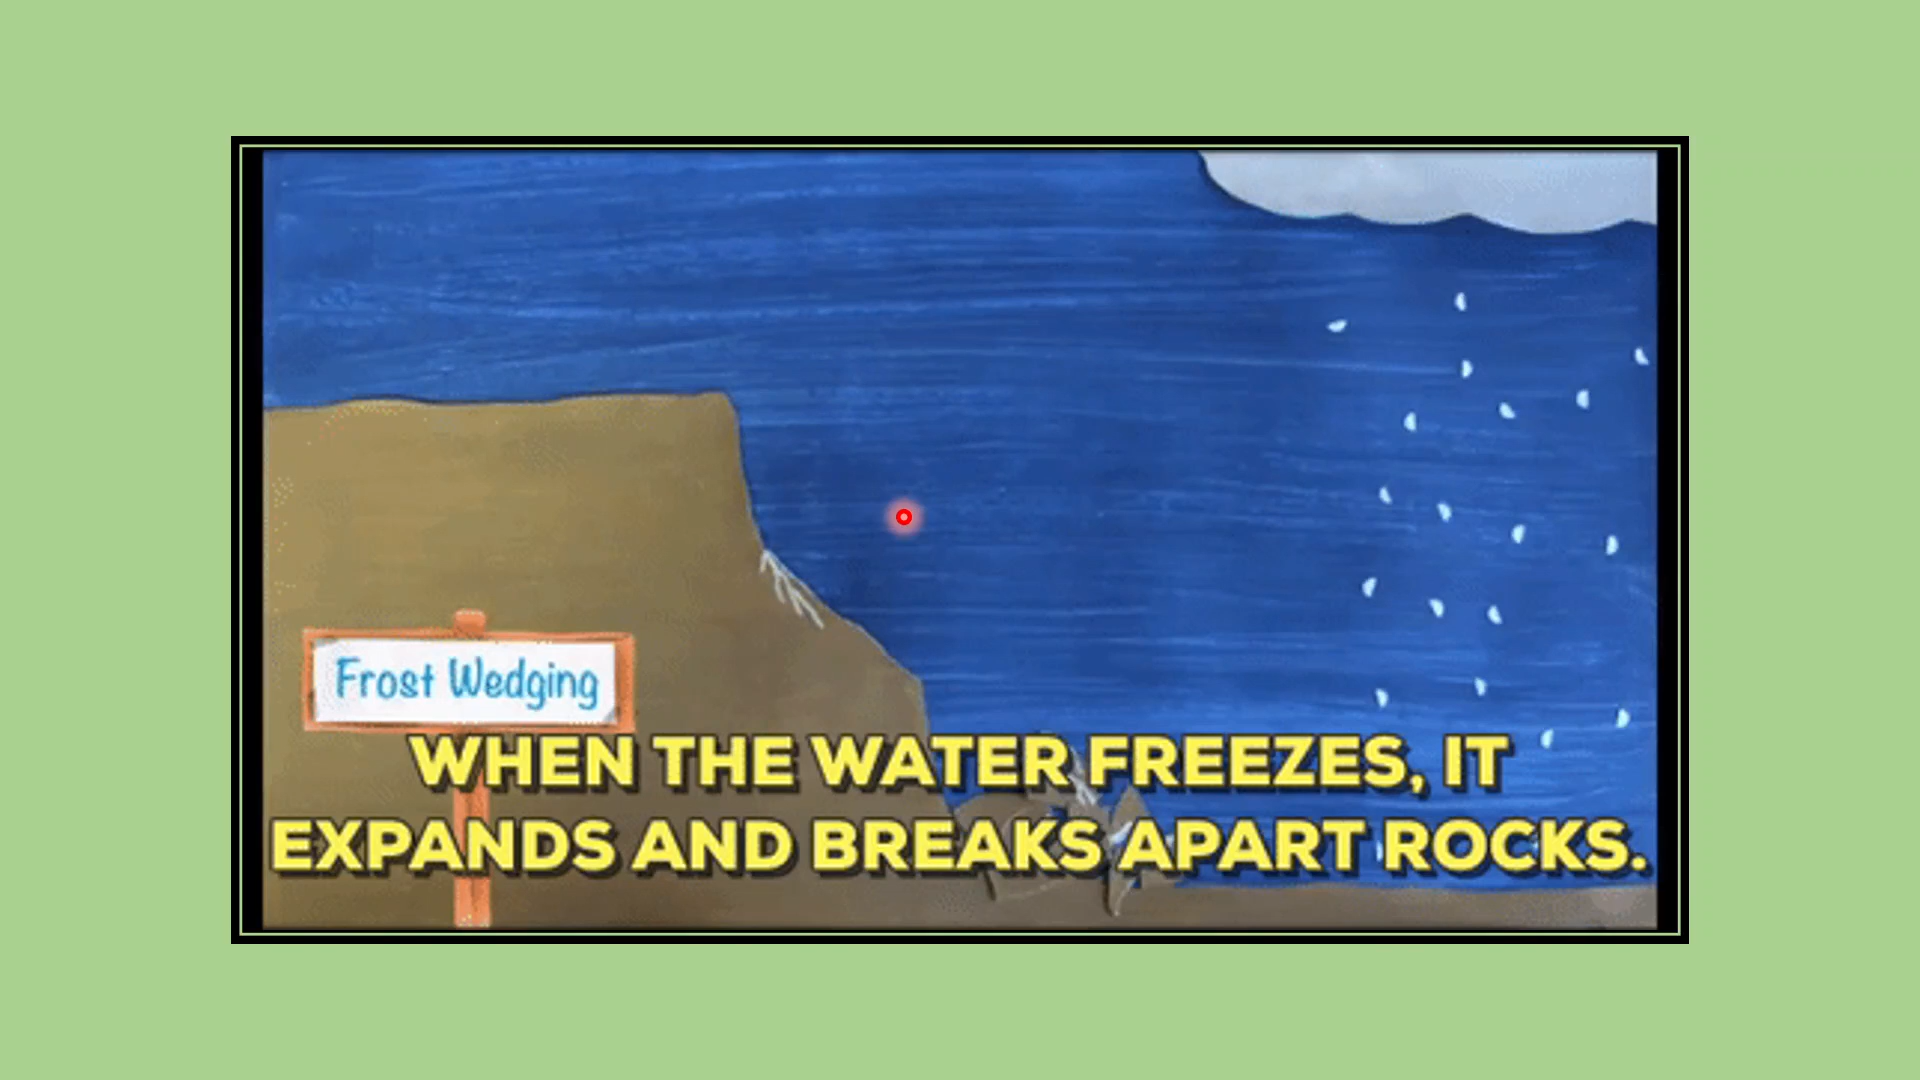 Frost Wedging
WHEN THE WATER FREEZES, IT
EXPANDS AND BREAKS APART ROCKS.